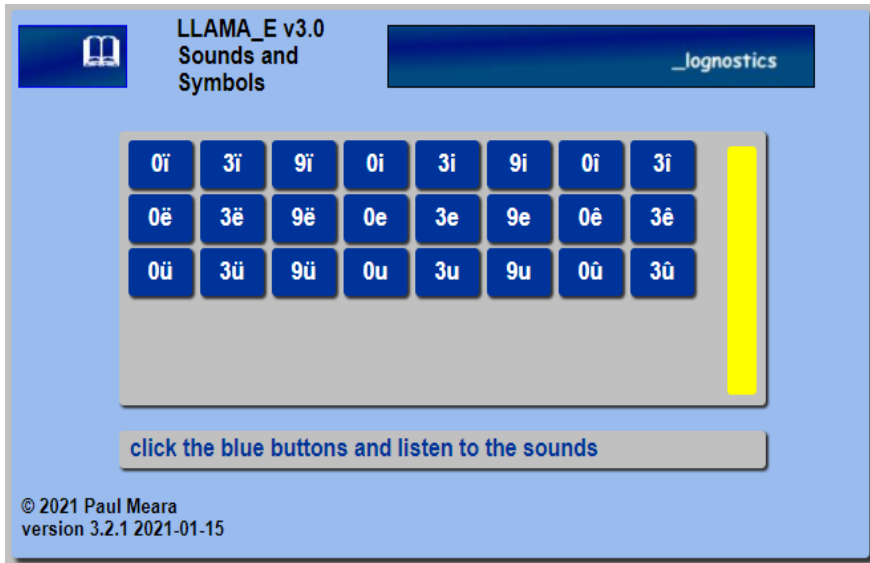 LLAMA_E v3.0
Sounds and
Symbols
_lognostics
0ï 3ï 9ï 0i 3i 9i 0î 3î
0ë 3ë 9ë 0e 3e 9e 0ê 3ê
0ü 3ü 9ü 0u 3u 9u 0û 3û
click the blue buttons and listen to the sounds
© 2021 Paul Meara
version 3.2.1 2021-01-15